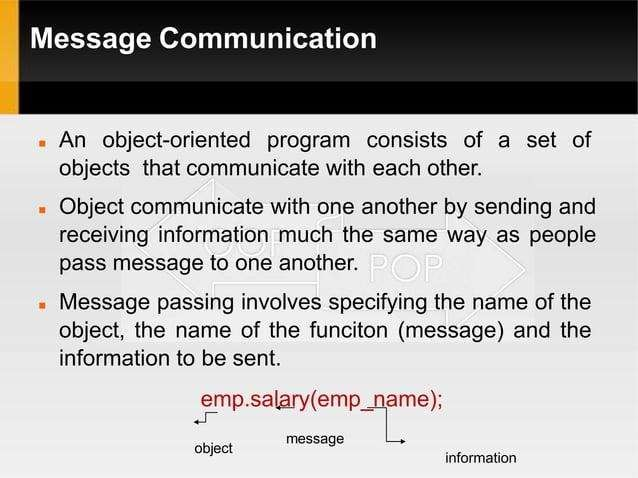 Message Communication
An object-oriented program consists of a set of
objects that communicate with each other.
Object communicate with one another by sending and
receiving information much the same way as people
pass message to one another.
Message passing involves specifying the name of the
object, the name of the funciton (message) and the
information to be sent.
OOP
POP
emp.salary(emp_name);
object
message
information